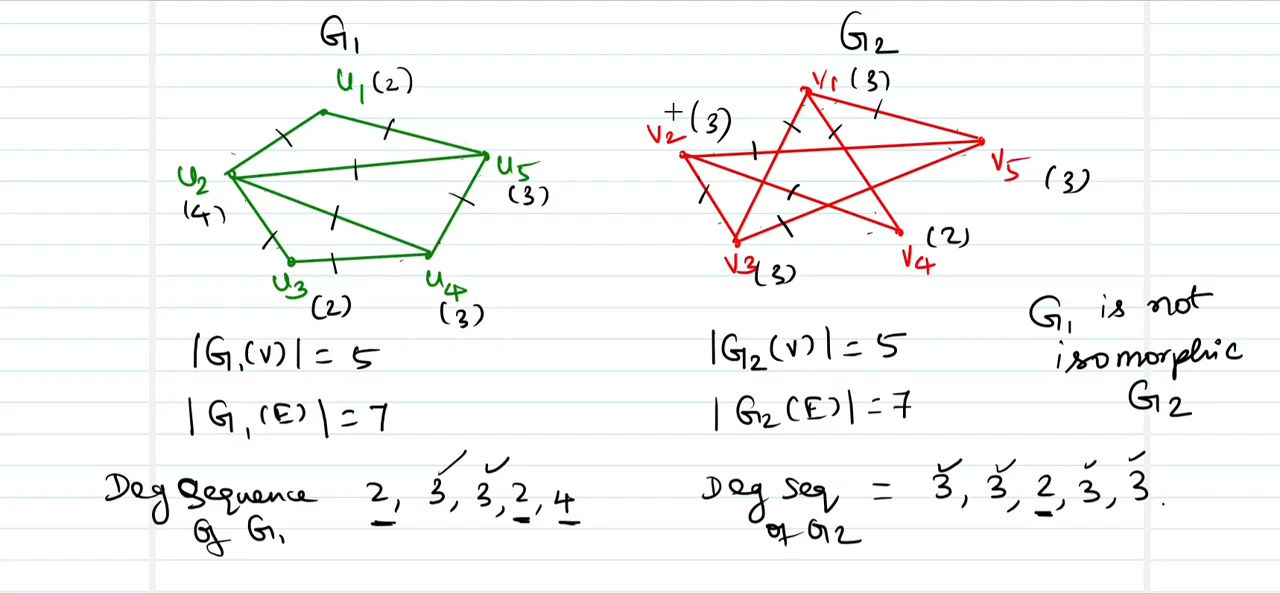 G1
G2
u1 (2)
v1 (3)
+(3)
v2
u2
(4)
u5
(3)
v5
(3)
v4 (2)
v3 (3)
u3
(2)
u4
(3)
|G1(V)| = 5
|G2(V)| = 5
G1 is not
isomorphic
G2
|G1(E)| = 7
|G2(E)| = 7
Deg sequence 2, 3, 3, 2, 4
of G1
Deg seq = 3, 3, 2, 3, 3.
of G2